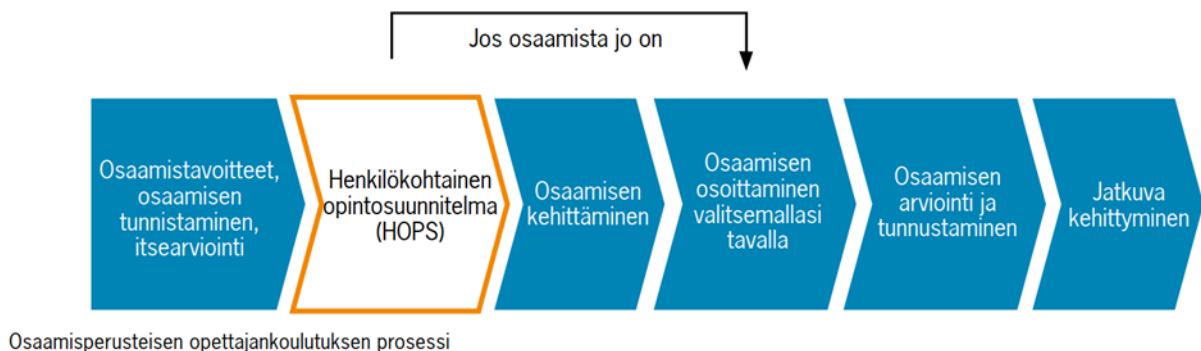 Jos osaamista jo on
Osaamistavoitteet,
osaamisen
tunnistaminen,
itsearviointi
Henkilökohtainen
opintosuunnitelma
(HOPS)
Osaamisen
kehittäminen
Osaamisen
osoittaminen
valitsemallasi
tavalla
Osaamisen
arviointi ja
tunnustaminen
Jatkuva
kehittyminen
Osaamisperusteisen opettajankoulutuksen prosessi